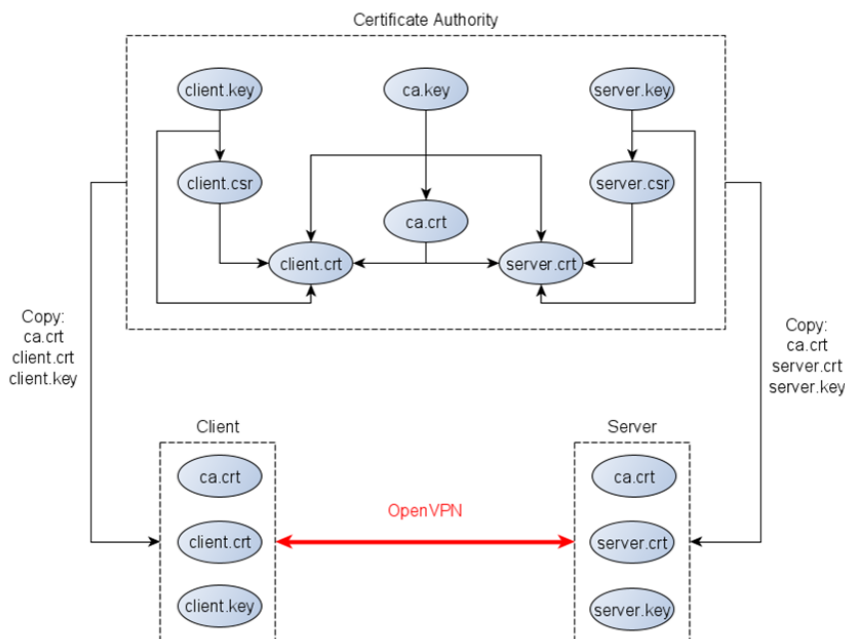 Certificate Authority
client.key
ca.key
server.key
client.csr
server.csr
ca.crt
client.crt
server.crt
Copy:
ca.crt
client.crt
client.key
Copy:
ca.crt
server.crt
server.key
Client
Server
ca.crt
ca.crt
OpenVPN
client.crt
server.crt
client.key
server.key